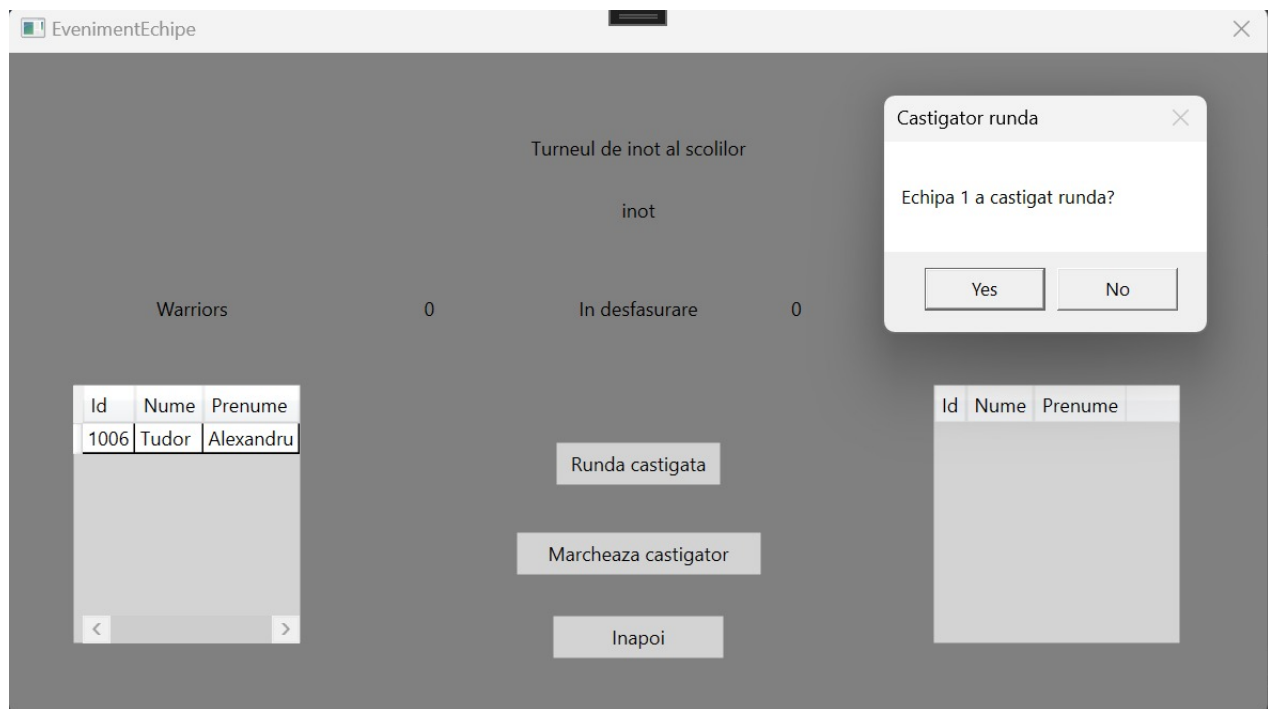 EvenimentEchipe
Castigator runda
Turneul de inot al scolilor
Echipa 1 a castigat runda?
inot
Yes No
Warriors 0 In desfasurare 0
Id Nume Prenume
1006 Tudor Alexandru
Id Nume Prenume
Runda castigata
Marcheaza castigator
Inapoi